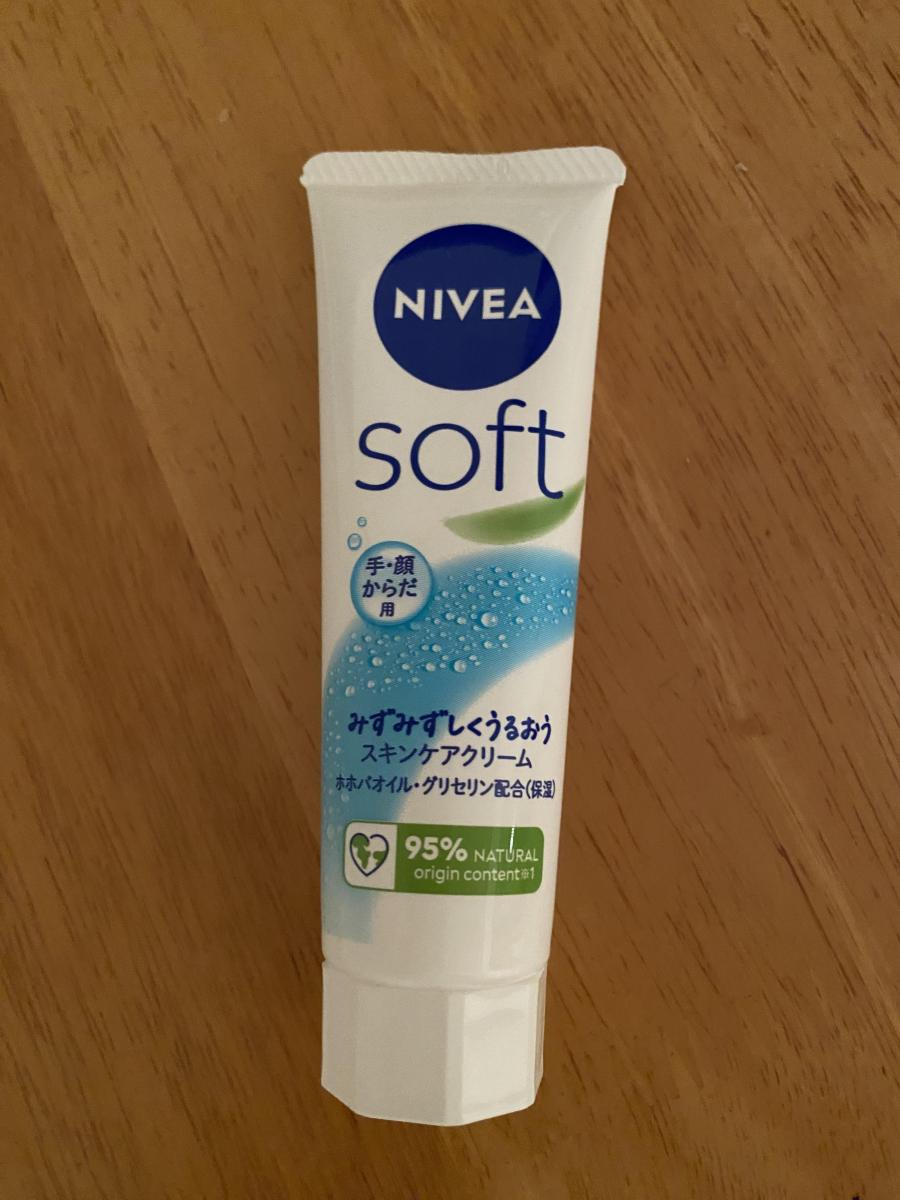 NIVEA
soft
手・顔
からだ
用
みずみずしくうるおう
スキンケアクリーム
ホホバオイル・グリセリン配合(保湿)
95% NATURAL
origin content※1